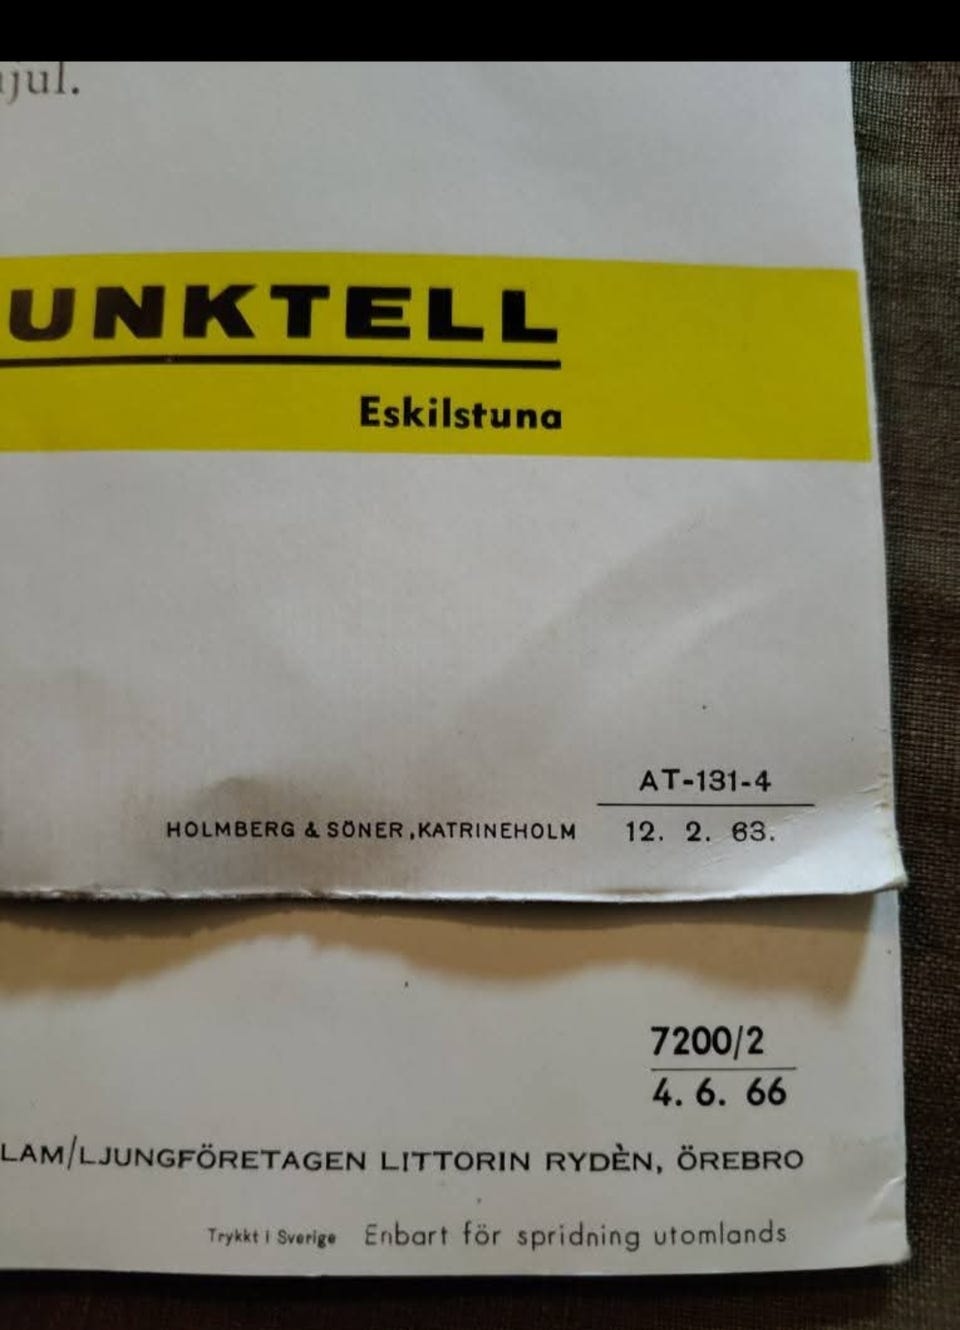 jul.
UNKTELL
Eskilstuna
AT-131-4
HOLMBERG & SÖNER, KATRINEHOLM 12. 2. 63.
7200/2
4. 6. 66
LAM/LJUNGFÖRETAGEN LITTORIN RYDÈN, ÖREBRO
Trykkt i Sverige Enbart för spridning utomlands